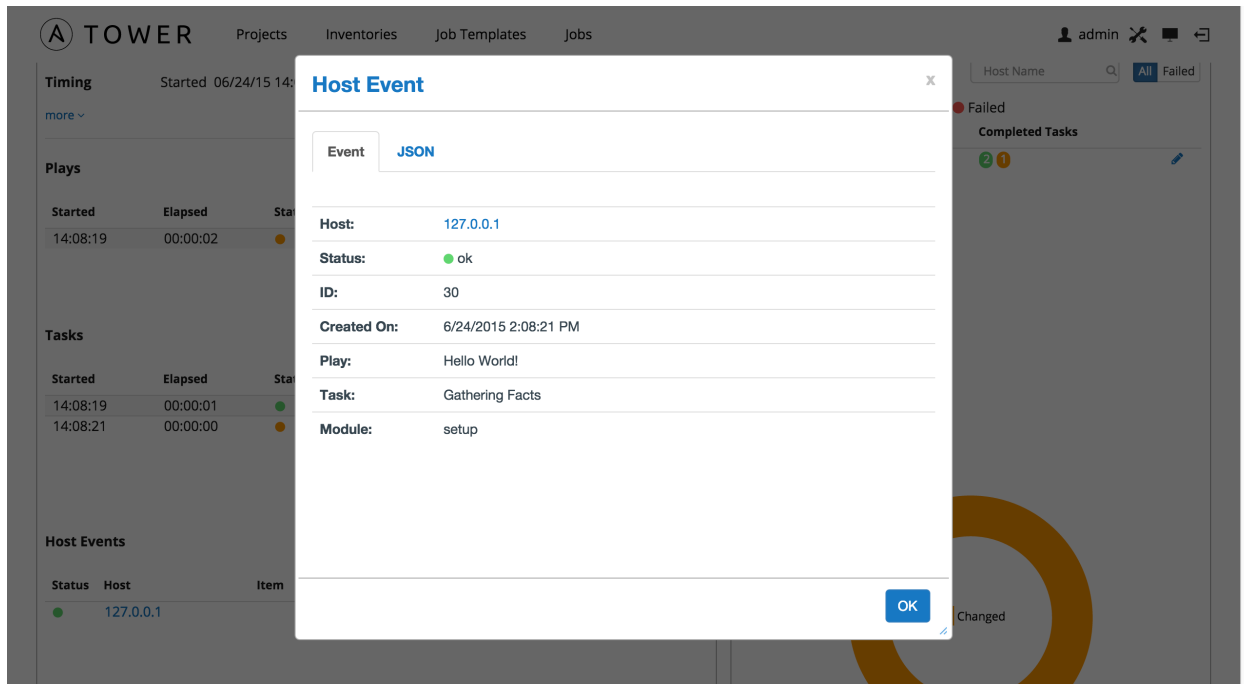 A TOWER Projects Inventories Job Templates Jobs admin
Timing Started 06/24/15 14:
more
Plays
Started Elapsed
14:08:19 00:00:02
Tasks
Started Elapsed
14:08:19 00:00:01
14:08:21 00:00:00
Host Events
Status Host Item
127.0.0.1
Host Event x
Event JSON
Host: 127.0.0.1
Status: ok
ID: 30
Created On: 6/24/2015 2:08:21 PM
Play: Hello World!
Task: Gathering Facts
Module: setup
OK
Host Name All Failed
Failed
Completed Tasks
2 1
Changed